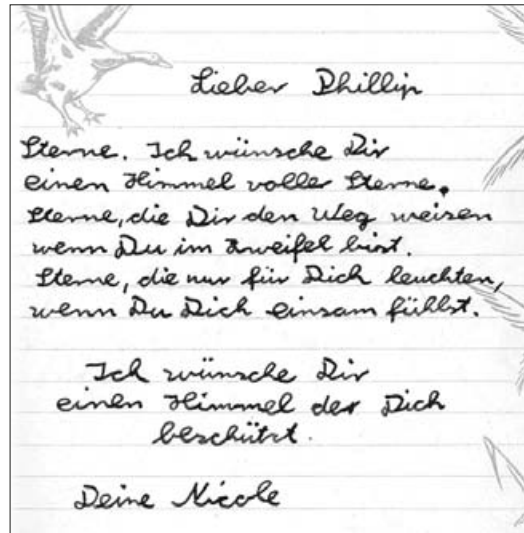 Lieber Phillip
Sterne. Ich wünsche Dir
einen Himmel voller Sterne.
Sterne, die Dir den Weg weisen
wenn Du im Zweifel bist.
Sterne, die nur für Dich leuchten,
wenn Du Dich einsam fühlst.
Ich wünsche Dir
einen Himmel der Dich
beschützt.
Deine Nicole